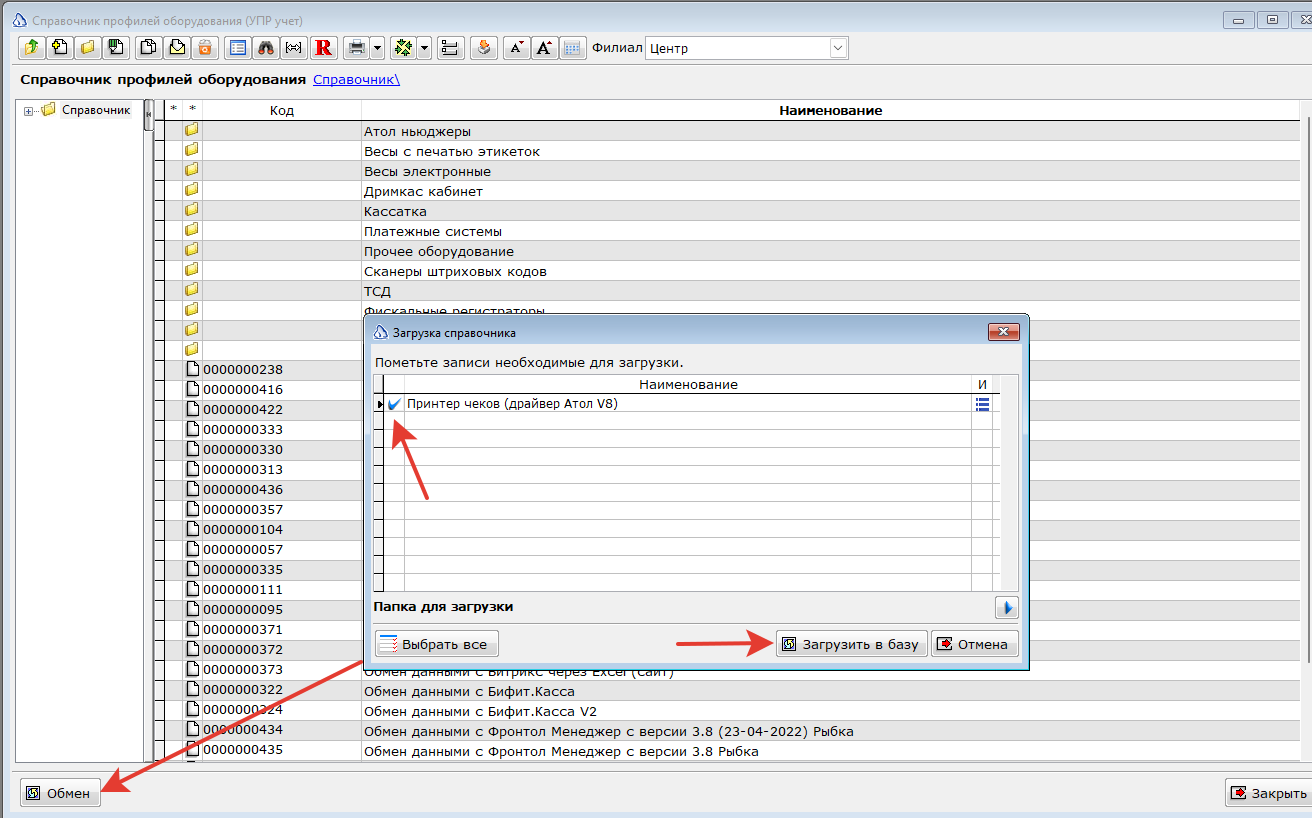 Справочник профилей оборудования (УПР учет)
R A A Филиал Центр
Справочник профилей оборудования Справочник\
Справочник
* * Код Наименование
Атол ньюджеры
Весы с печатью этикеток
Весы электронные
Дримкас кабинет
Кассатка
Платежные системы
Прочее оборудование
Сканеры штриховых кодов
ТСД
Фискальные регистраторы
Загрузка справочника
Пометьте записи необходимые для загрузки.
Наименование И
Принтер чеков (драйвер Атол V8)
Папка для загрузки
Выбрать все Загрузить в базу Отмена
0000000238
0000000416
0000000422
0000000333
0000000330
0000000313
0000000436
0000000357
0000000104
0000000057
0000000335
0000000111
0000000095
0000000371
0000000372
0000000373 Обмен данными с Битрикс через Excel (сайт)
0000000322 Обмен данными с Бифит.Касса
0000000324 Обмен данными с Бифит.Касса V2
0000000434 Обмен данными с Фронтол Менеджер с версии 3.8 (23-04-2022) Рыбка
0000000435 Обмен данными с Фронтол Менеджер с версии 3.8 Рыбка
Обмен Закрыть